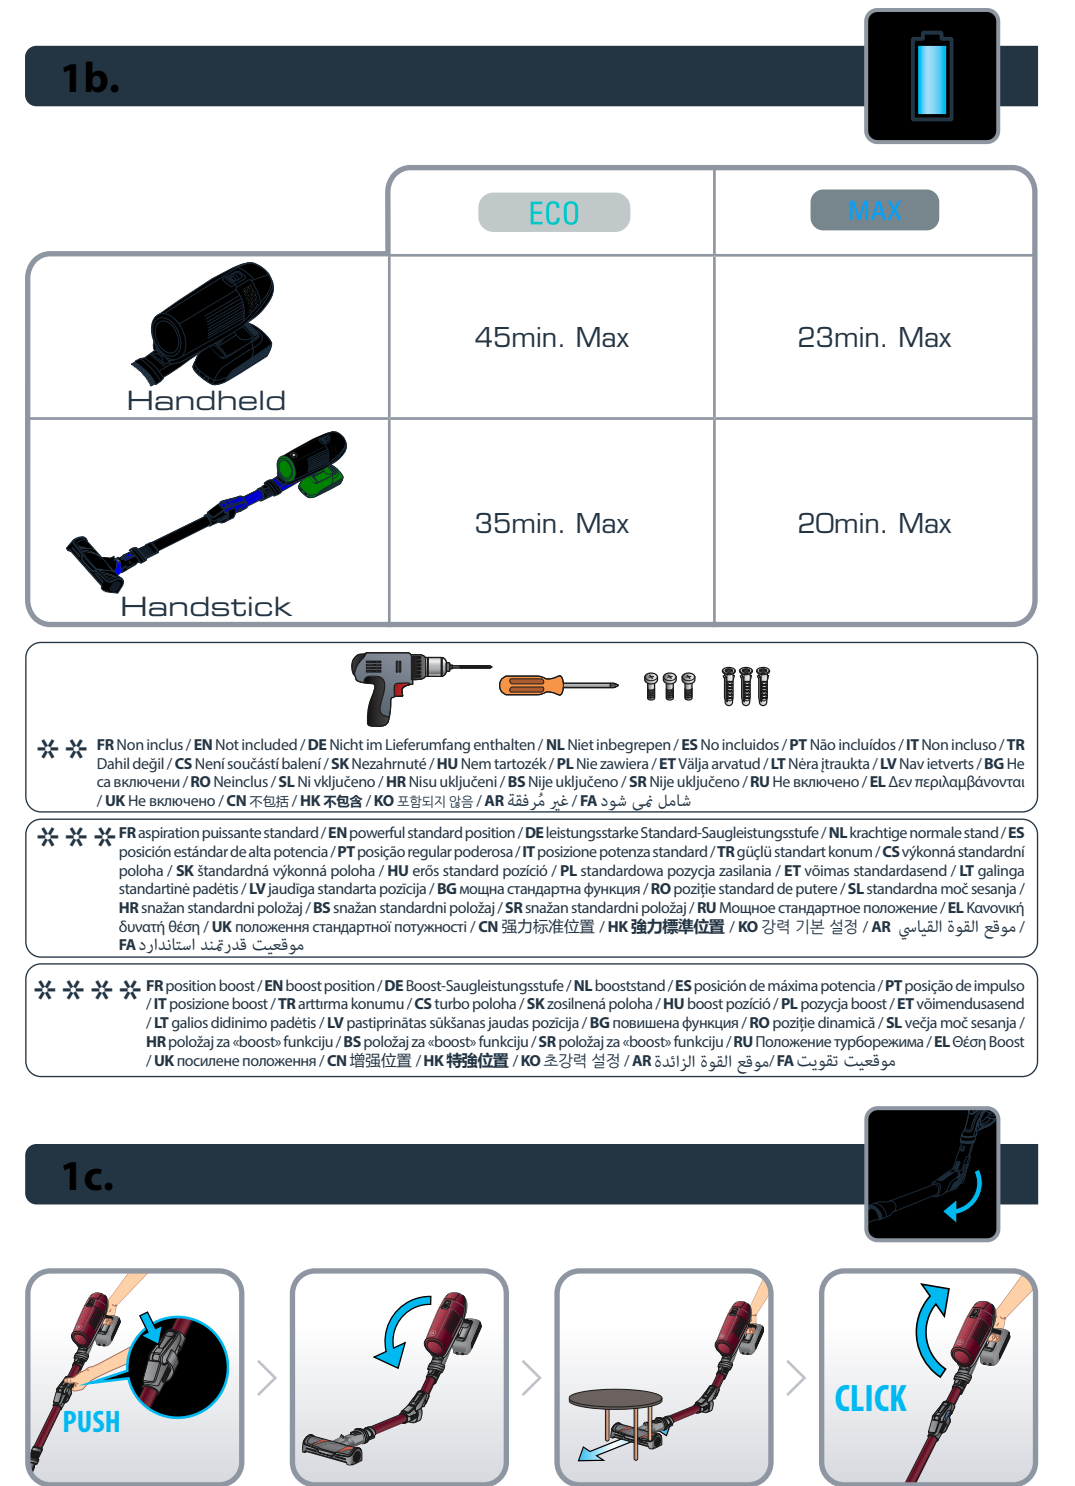 1b.
ECO MAX
45min. Max 23min. Max
Handheld
35min. Max 20min. Max
Handstick
FR Non inclus / EN Not included / DE Nicht im Lieferumfang enthalten / NL Niet inbegrepen / ES No incluidos / PT Não incluídos / IT Non incluso / TR
Dahil değil / CS Není součástí balení / SK Nezahrnuté / HU Nem tartozék / PL Nie zawiera / ET Välja arvatud / LT Nėra įtraukta / LV Nav ietverts / BG Не
са включени / RO Neinclus / SL Ni vključeno / HR Nisu uključeni / BS Nije uključeno / SR Nije uključeno / RU Не включено / EL Δεν περιλαμβάνονται
/ UK Не включено / CN 不包括 / HK 不包含 / KO 포함되지 않음 / AR غير مُرفقة / FA شامل نمی شود
FR aspiration puissante standard / EN powerful standard position / DE leistungsstarke Standard-Saugleistungsstufe / NL krachtige normale stand / ES
posición estándar de alta potencia / PT posição regular poderosa / IT posizione potenza standard / TR güçlü standart konum / CS výkonná standardní
poloha / SK štandardná výkonná poloha / HU erős standard pozíció / PL standardowa pozycja zasilania / ET võimas standardasend / LT galinga
standartinė padėtis / LV jaudīga standarta pozīcija / BG мощна стандартна функция / RO poziție standard de putere / SL standardna moč sesanja /
HR snažan standardni položaj / BS snažan standardni položaj / SR snažan standardni položaj / RU Мощное стандартное положение / EL Κανονική
δυνατή θέση / UK положення стандартної потужності / CN 强力标准位置 / HK 強力標準位置 / KO 강력 기본 설정 / AR موقع القوة القياسي /
FA موقعیت قدرتمند استاندارد
FR position boost / EN boost position / DE Boost-Saugleistungsstufe / NL booststand / ES posición de máxima potencia / PT posição de impulso
/ IT posizione boost / TR arttırma konumu / CS turbo poloha / SK zosilnená poloha / HU boost pozíció / PL pozycja boost / ET võimendusasend
/ LT galios didinimo padėtis / LV pastiprinātas sūkšanas jaudas pozīcija / BG повишена функция / RO poziție dinamică / SL večja moč sesanja /
HR položaj za «boost» funkciju / BS položaj za «boost» funkciju / SR položaj za «boost» funkciju / RU Положение турборежима / EL Θέση Boost
/ UK посилене положення / CN 增强位置 / HK 特強位置 / KO 초강력 설정 / AR موقع القوة الزائدة / FA موقعیت تقویت
1c.
PUSH
CLICK